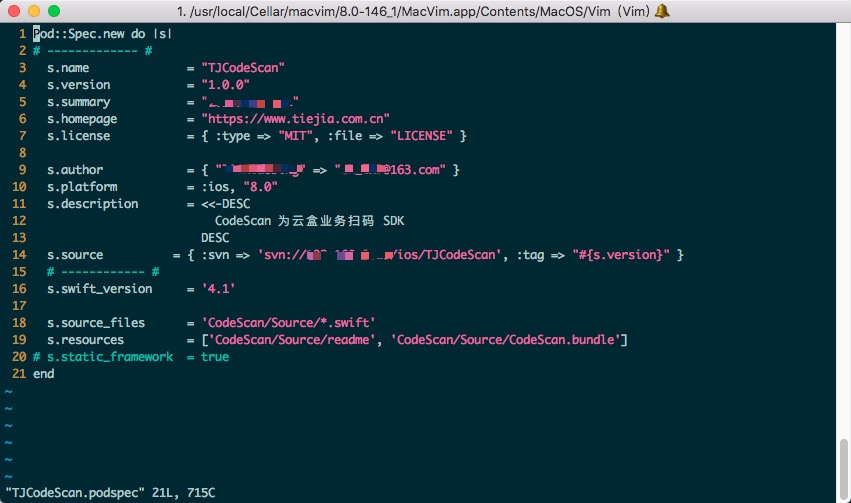 1. /usr/local/Cellar/macvim/8.0-146_1/MacVim.app/Contents/MacOS/Vim (Vim)
1 Pod::Spec.new do |s|
2 # ------------- #
3 s.name = "TJCodeScan"
4 s.version = "1.0.0"
5 s.summary = " "
6 s.homepage = "https://www.tiejia.com.cn"
7 s.license = { :type => "MIT", :file => "LICENSE" }
8
9 s.author = { " " => " @163.com" }
10 s.platform = :ios, "8.0"
11 s.description = <<-DESC
12 CodeScan 为云盒业务扫码 SDK
13 DESC
14 s.source = { :svn => 'svn:// /ios/TJCodeScan', :tag => "#{s.version}" }
15 # ------------ #
16 s.swift_version = '4.1'
17
18 s.source_files = 'CodeScan/Source/*.swift'
19 s.resources = ['CodeScan/Source/readme', 'CodeScan/Source/CodeScan.bundle']
20 # s.static_framework = true
21 end
~
~
~
~
~
~
"TJCodeScan.podspec" 21L, 715C